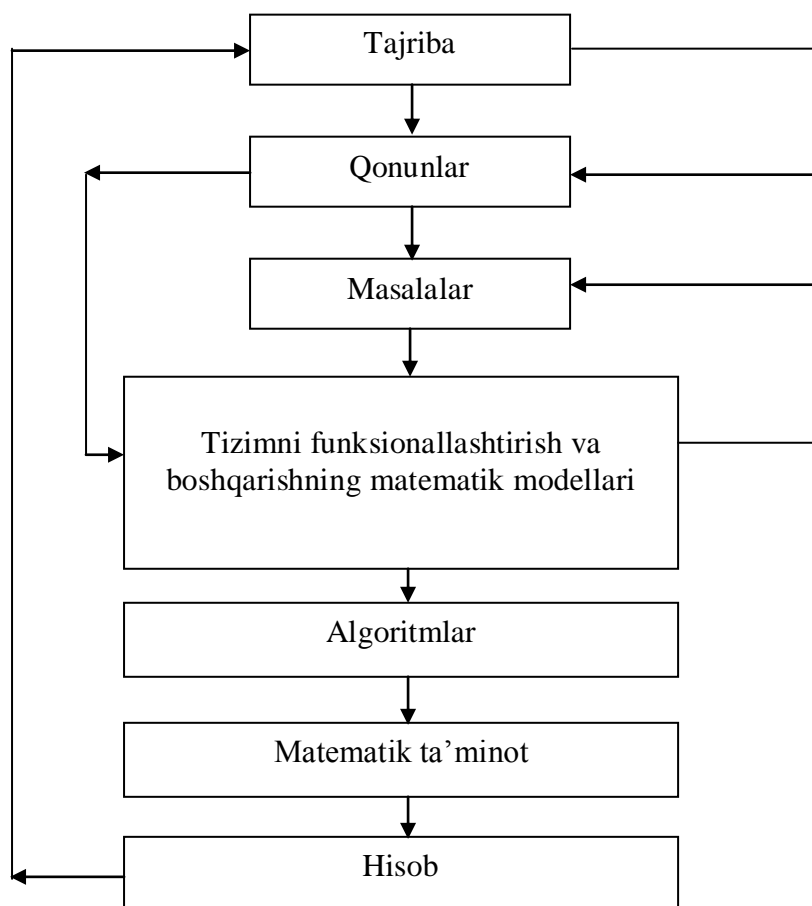 Tajriba
Qonunlar
Masalalar
Tizimni funksionallashtirish va
boshqarishning matematik modellari
Algoritmlar
Matematik ta’minot
Hisob